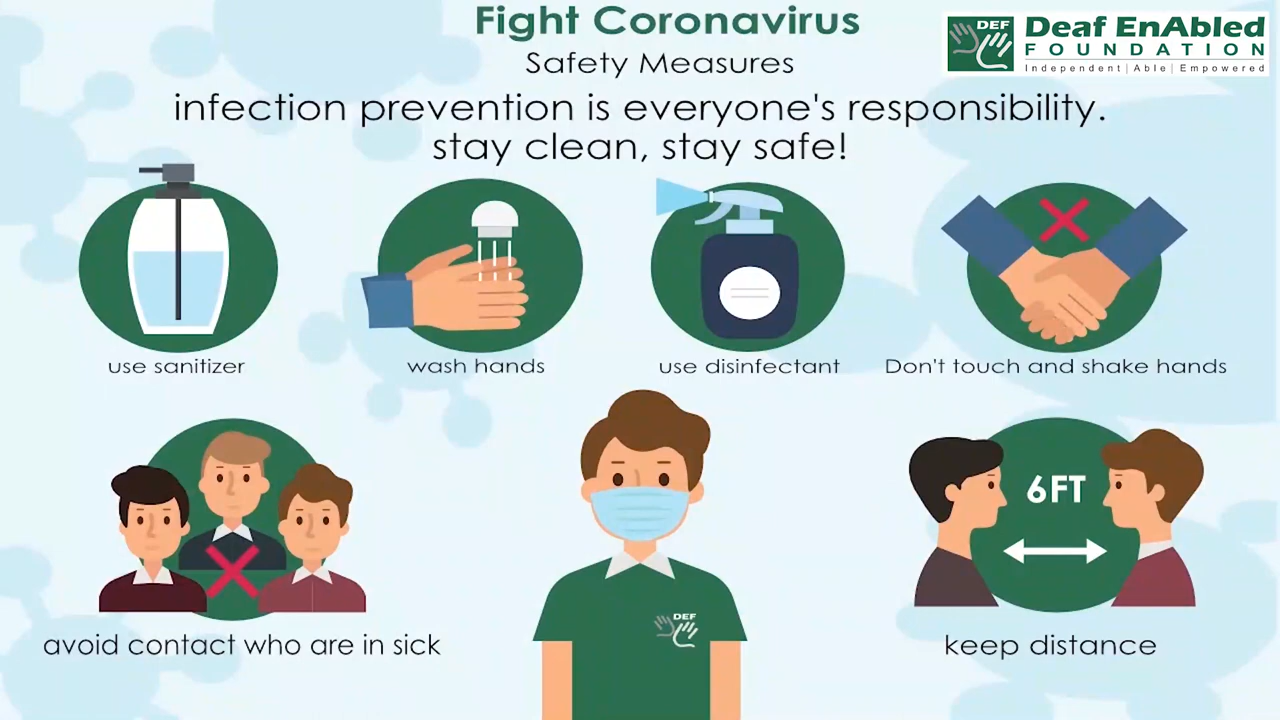 Fight Coronavirus
Safety Measures
DEF
Deaf EnAbled
FOUNDATION
Independent | Able | Empowered
infection prevention is everyone's responsibility.
stay clean, stay safe!
use sanitizer
wash hands
use disinfectant
Don't touch and shake hands
6FT
DEF
avoid contact who are in sick
keep distance